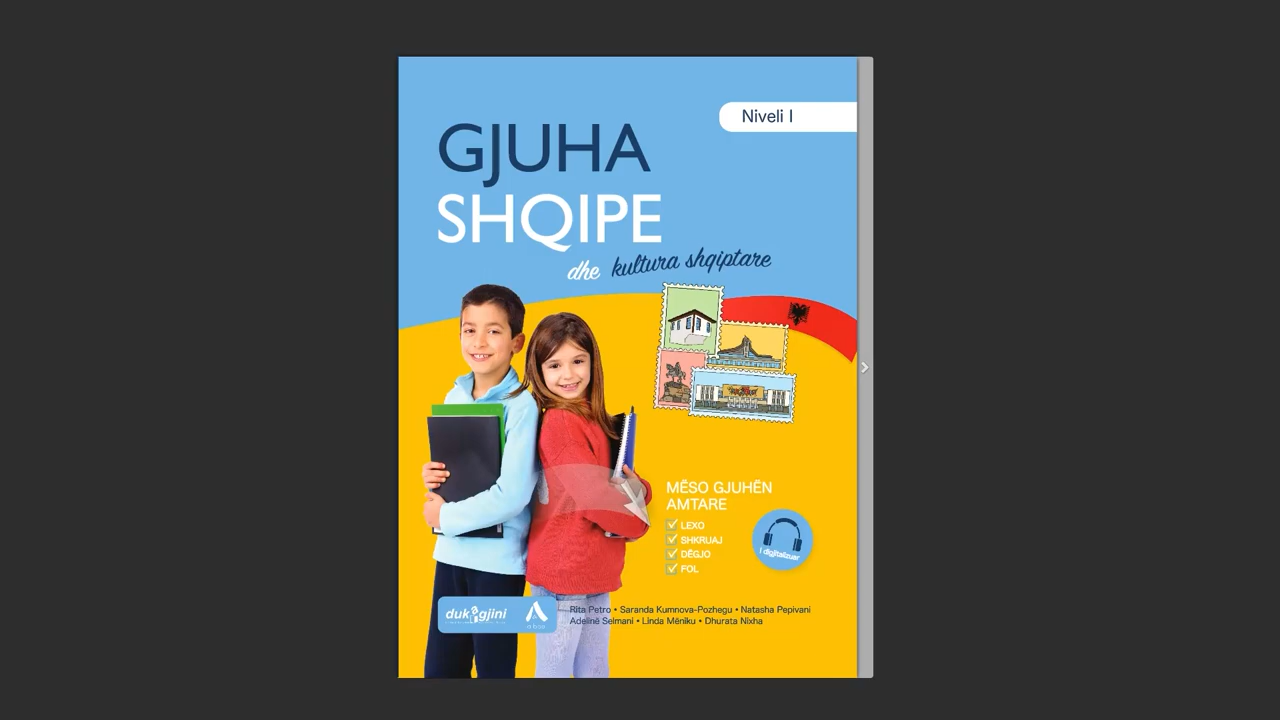 Niveli I
GJUHA
SHQIPE
dhe kultura shqiptare
MËSO GJUHËN
AMTARE
LEXO
SHKRUAJ
DËGJO
FOL
I digjitalizuar
dukagjini
Rita Petro • Saranda Kumnova-Pozhegu • Natasha Pepivani
Adelinë Selmani • Linda Mëniku • Dhurata Nixha